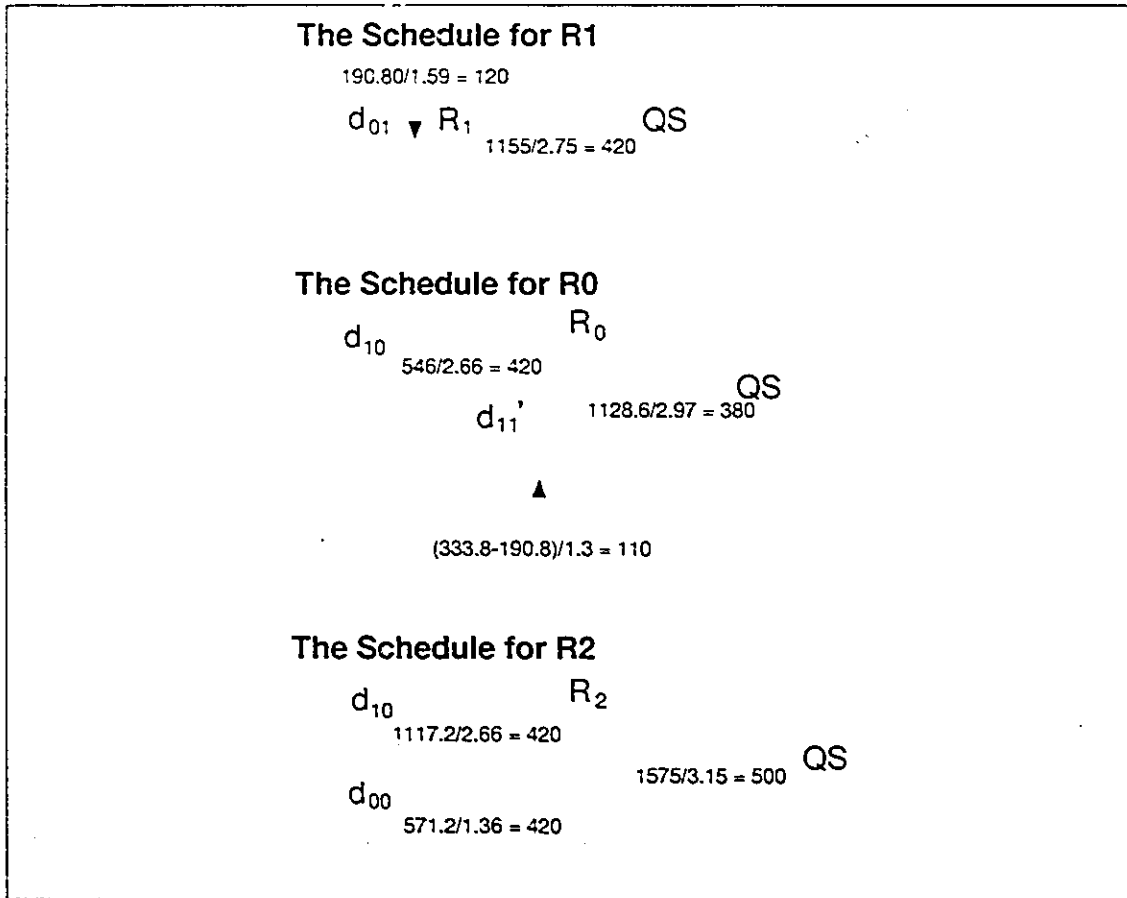 The Schedule for R1
190.80/1.59 = 120
d01 ▼ R1 1155/2.75 = 420 QS
The Schedule for R0
d10 546/2.66 = 420 R0
d11' 1128.6/2.97 = 380 QS
▲
(333.8-190.8)/1.3 = 110
The Schedule for R2
d10 1117.2/2.66 = 420 R2
1575/3.15 = 500 QS
d00 571.2/1.36 = 420